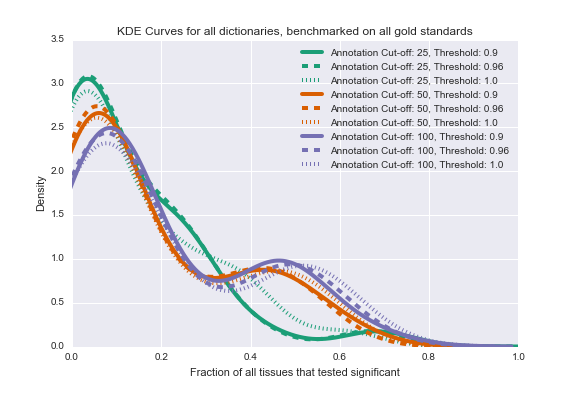 KDE Curves for all dictionaries, benchmarked on all gold standards
3.5
3.0
2.5
2.0
1.5
1.0
0.5
0.0
Density
Annotation Cut-off: 25, Threshold: 0.9
Annotation Cut-off: 25, Threshold: 0.96
Annotation Cut-off: 25, Threshold: 1.0
Annotation Cut-off: 50, Threshold: 0.9
Annotation Cut-off: 50, Threshold: 0.96
Annotation Cut-off: 50, Threshold: 1.0
Annotation Cut-off: 100, Threshold: 0.9
Annotation Cut-off: 100, Threshold: 0.96
Annotation Cut-off: 100, Threshold: 1.0
0.0 0.2 0.4 0.6 0.8 1.0
Fraction of all tissues that tested significant